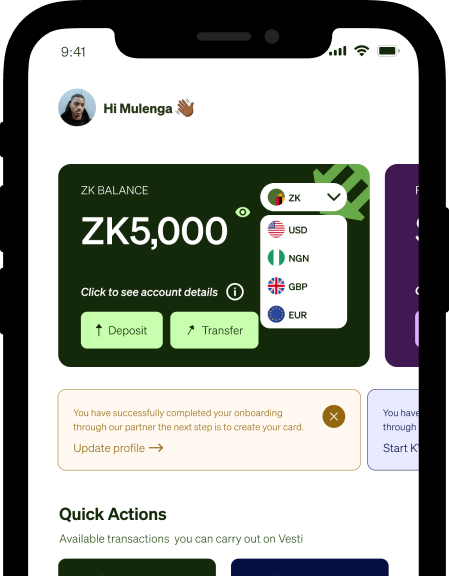 9:41
Hi Mulenga
ZK BALANCE
ZK
ZK5,000
USD
NGN
GBP
EUR
Click to see account details
Deposit
Transfer
You have successfully completed your onboarding
through our partner the next step is to create your card.
Update profile
You have
through
Start K
Quick Actions
Available transactions you can carry out on Vesti